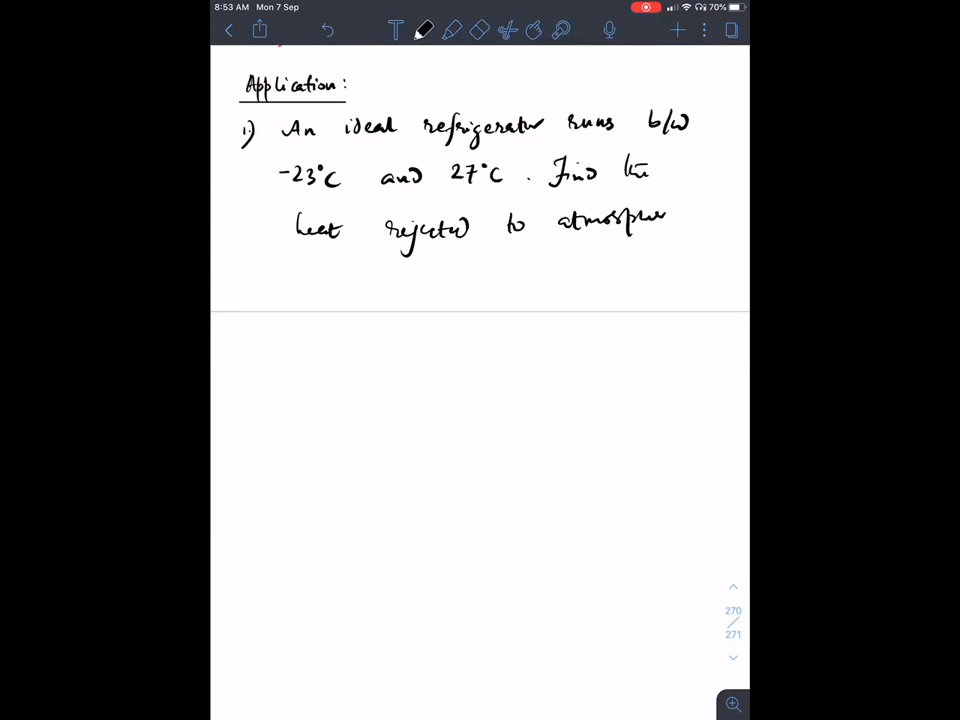 8:53 AM Mon 7 Sep
70%
Application:
1) An ideal refrigerator runs b/w
-23°C and 27°C. Find the
heat rejected to atmosphere
270
/
271